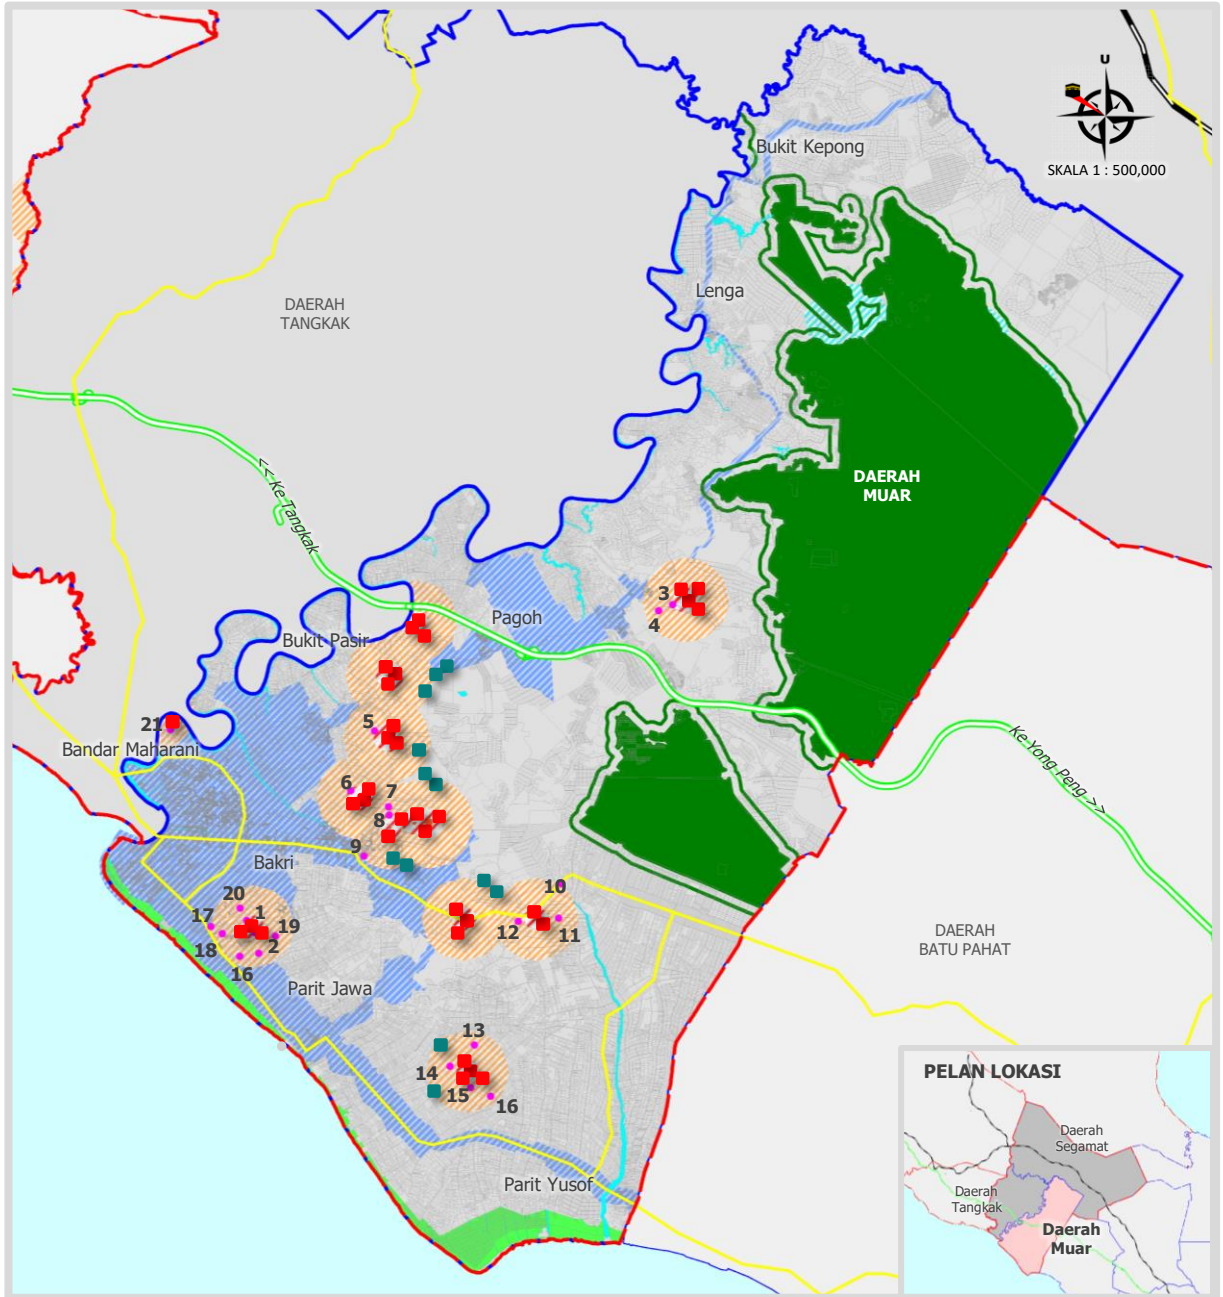 U
SKALA 1 : 500,000
Bukit Kepong
Lenga
DAERAH
TANGKAK
DAERAH
MUAR
<< Ke Tangkak
Pagoh
Bukit Pasir
3
4
21
Bandar Maharani
5
Ke Yong Peng >>
6
7
8
9
Bakri
10
20
17
1
19
12
11
18
2
16
DAERAH
BATU PAHAT
Parit Jawa
13
14
15
16
Parit Yusof
PELAN LOKASI
Daerah
Segamat
Daerah
Tangkak
Daerah
Muar